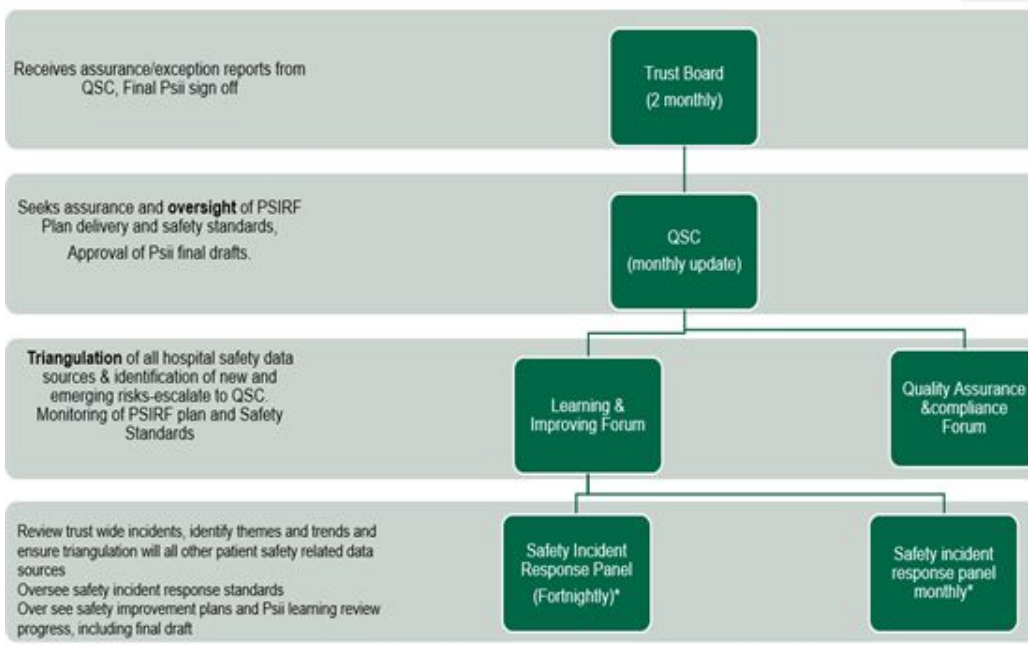 Receives assurance/exception reports from
QSC, Final Psii sign off
Trust Board
(2 monthly)
Seeks assurance and oversight of PSIRF
Plan delivery and safety standards,
Approval of Psii final drafts.
QSC
(monthly update)
Triangulation of all hospital safety data
sources & identification of new and
emerging risks-escalate to QSC.
Monitoring of PSIRF plan and Safety
Standards
Learning &
Improving Forum
Quality Assurance
&compliance
Forum
Review trust wide incidents, identify themes and trends and
ensure triangulation will all other patient safety related data
sources
Oversee safety incident response standards
Over see safety improvement plans and Psii learning review
progress, including final draft
Safety Incident
Response Panel
(Fortnightly)*
Safety incident
response panel
monthly*